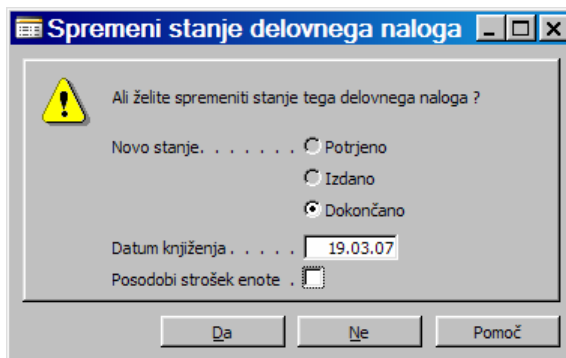 Spremeni stanje delovnega naloga
Ali želite spremeniti stanje tega delovnega naloga ?
Novo stanje. . . . . . . Potrjeno
Izdano
Dokončano
Datum knjiženja . . . . . 19.03.07
Posodobi strošek enote .
Da Ne Pomoč